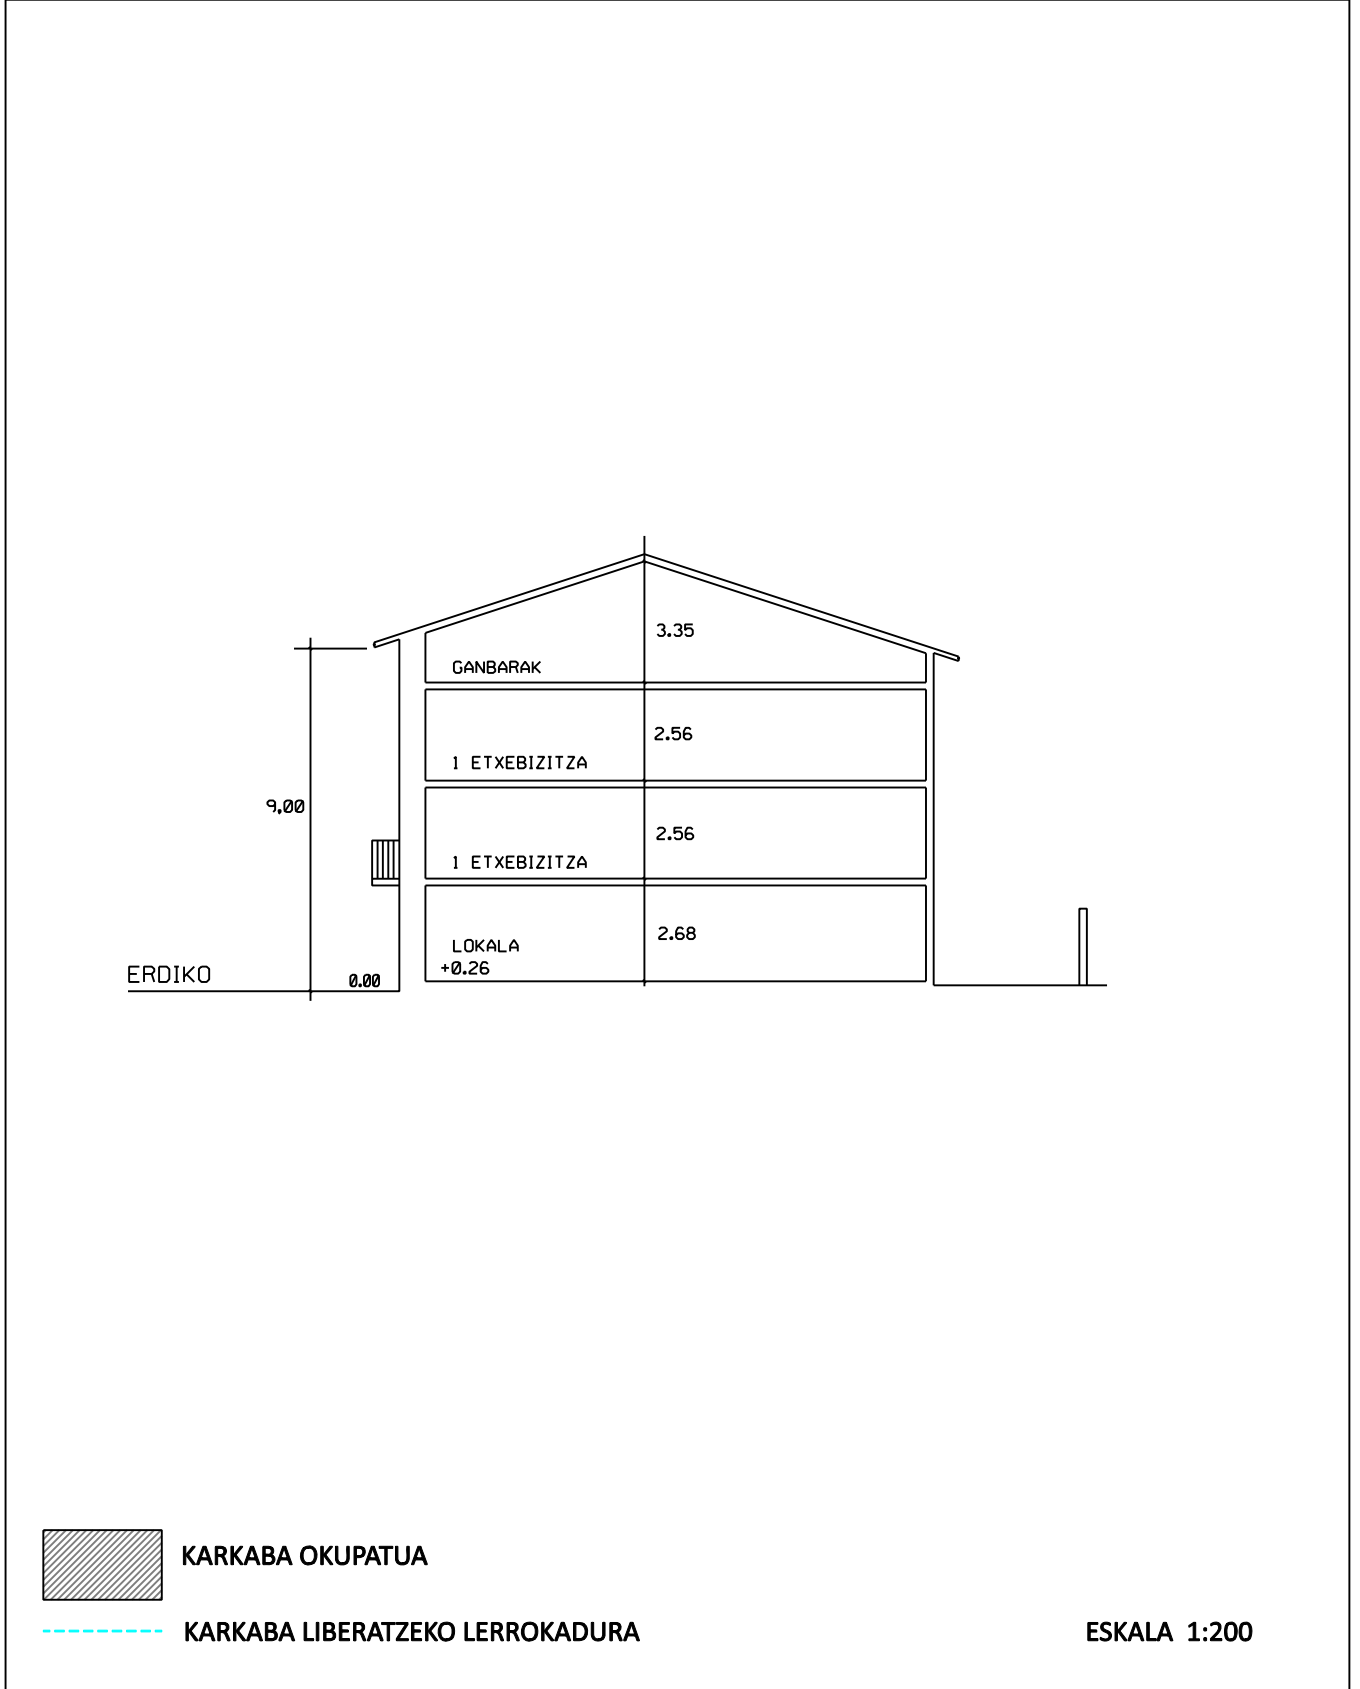 3.35
GANBARAK
2.56
1 ETXEBIZITZA
9,00
2.56
1 ETXEBIZITZA
2.68
LOKALA
+0.26
ERDIKO
0.00
KARKABA OKUPATUA
KARKABA LIBERATZEKO LERROKADURA
ESKALA 1:200